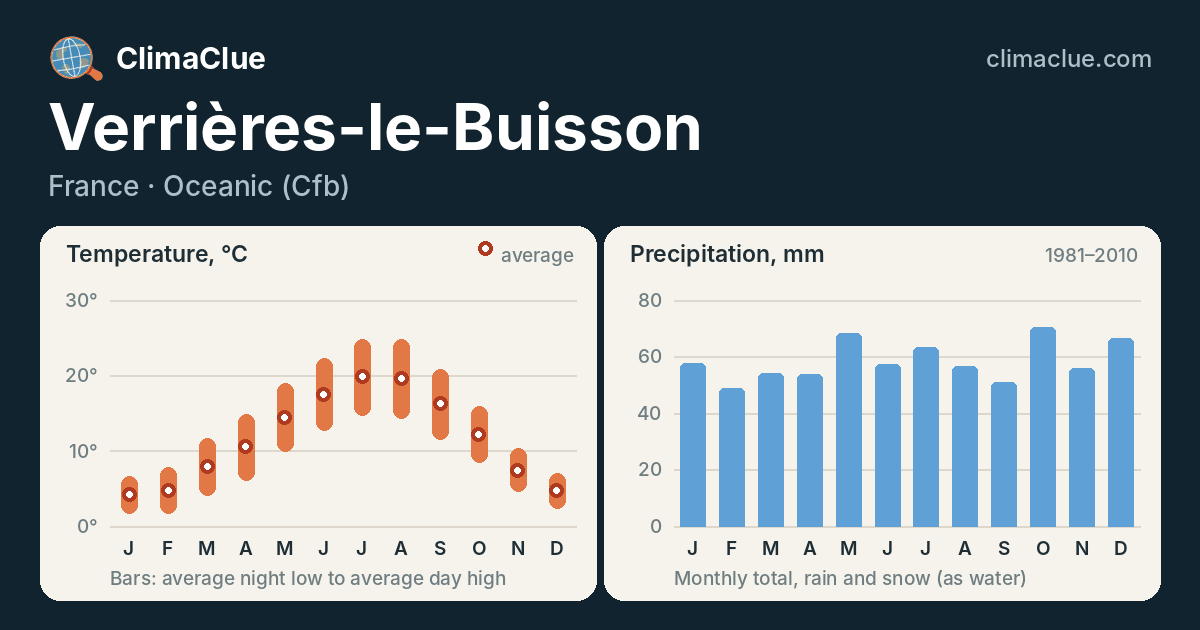 ClimaClue
climaclue.com
Verrières-le-Buisson
France · Oceanic (Cfb)
Temperature, °C
average
30°
20°
10°
0°
J F M A M J J A S O N D
Bars: average night low to average day high
Precipitation, mm
1981–2010
80
60
40
20
0
J F M A M J J A S O N D
Monthly total, rain and snow (as water)